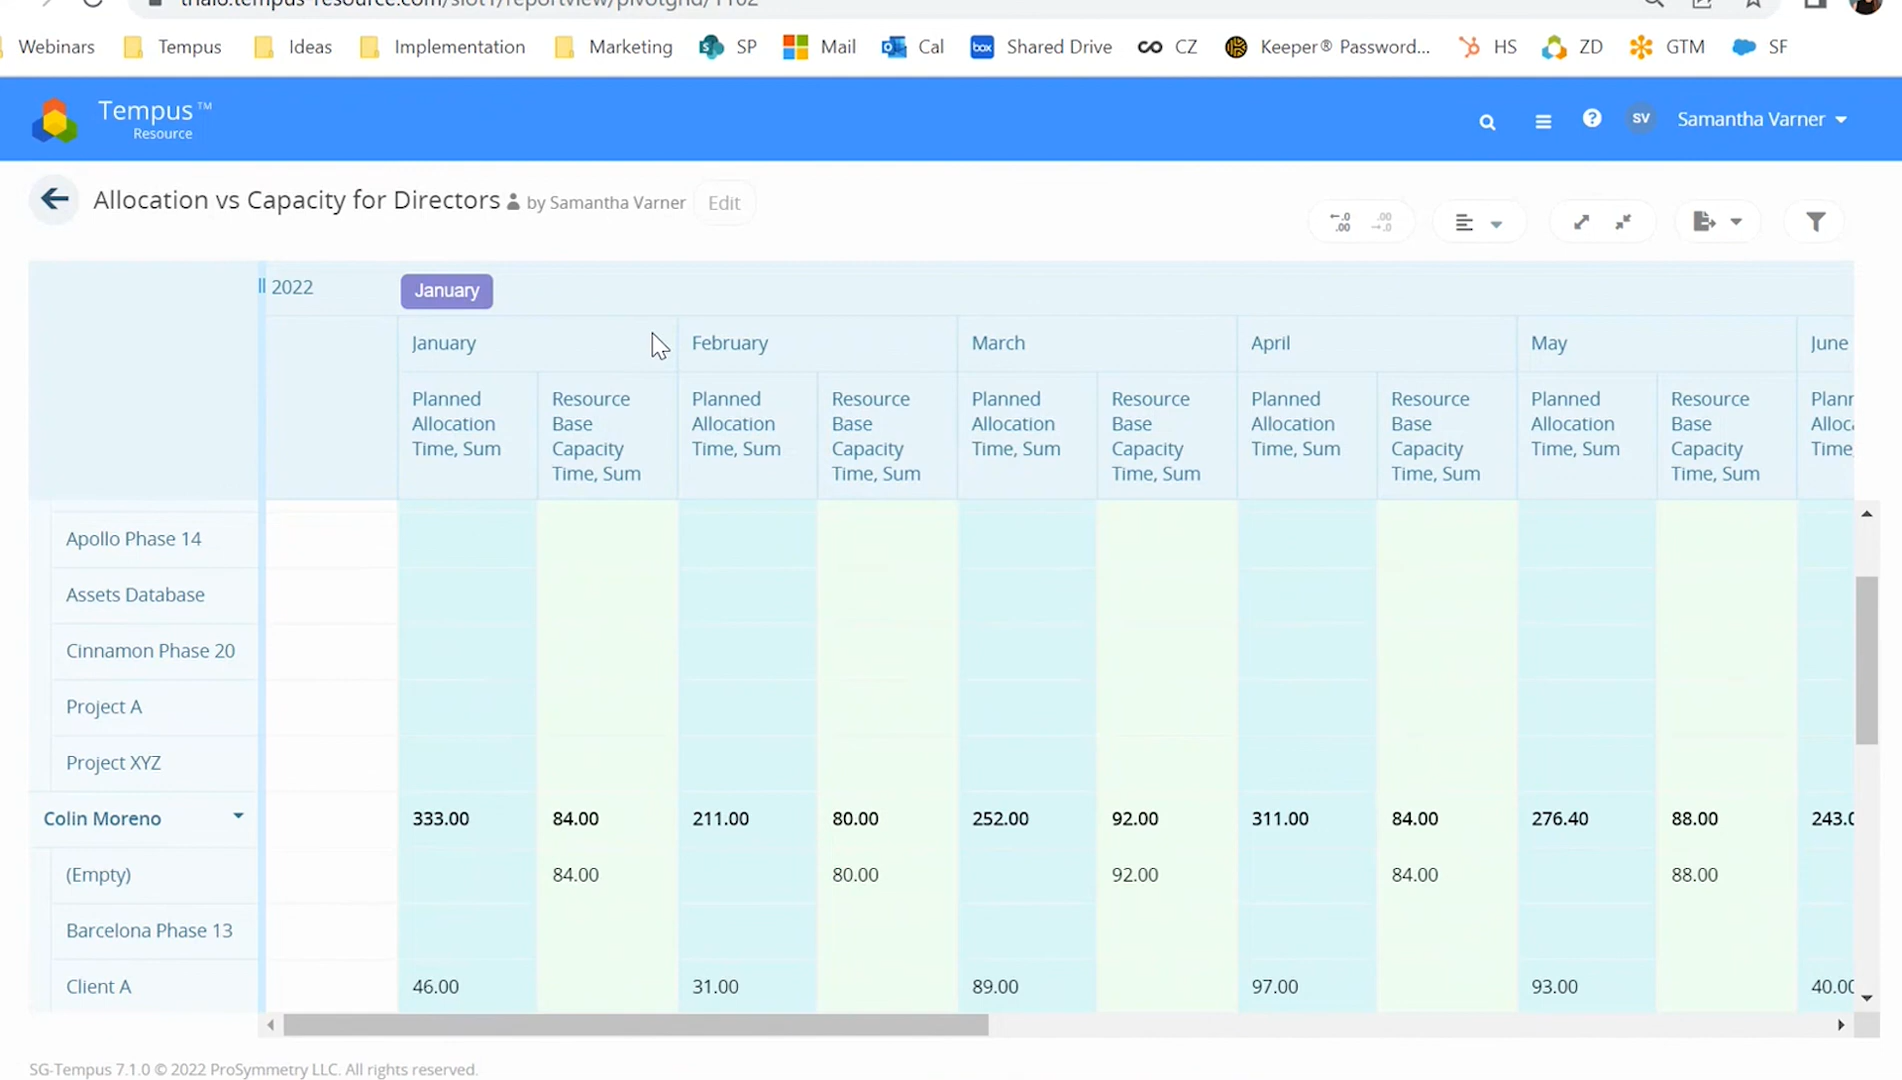 Webinars Tempus Ideas Implementation Marketing SP Mail Cal box Shared Drive CZ Keeper® Password... HS ZD GTM SF
Tempus™
Resource
SV Samantha Varner
Allocation vs Capacity for Directors by Samantha Varner Edit
2022 January
January February March April May June
Planned Allocation Time, Sum
Resource Base Capacity Time, Sum
Planned Allocation Time, Sum
Resource Base Capacity Time, Sum
Planned Allocation Time, Sum
Resource Base Capacity Time, Sum
Planned Allocation Time, Sum
Resource Base Capacity Time, Sum
Planned Allocation Time, Sum
Resource Base Capacity Time, Sum
Time,
Apollo Phase 14
Assets Database
Cinnamon Phase 20
Project A
Project XYZ
Colin Moreno 333.00 84.00 211.00 80.00 252.00 92.00 311.00 84.00 276.40 88.00
(Empty) 84.00 80.00 92.00 84.00 88.00
Barcelona Phase 13
Client A 46.00 31.00 89.00 97.00 93.00
SG-Tempus 7.1.0 © 2022 ProSymmetry LLC. All rights reserved.